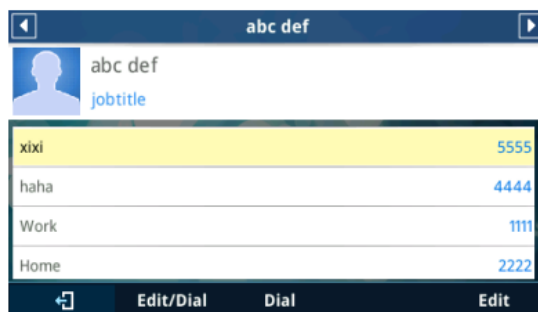 abc def
abc def
jobtitle
xixi 5555
haha 4444
Work 1111
Home 2222
Edit/Dial Dial Edit